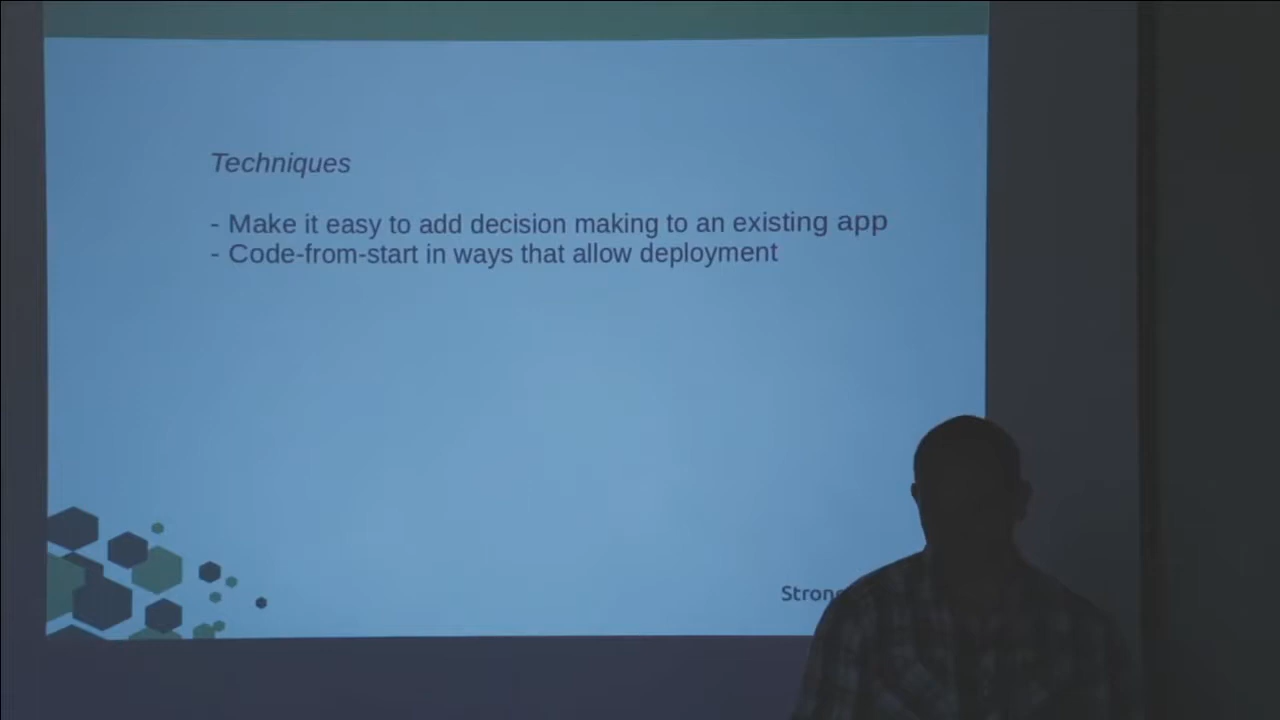 Techniques
- Make it easy to add decision making to an existing app
- Code-from-start in ways that allow deployment